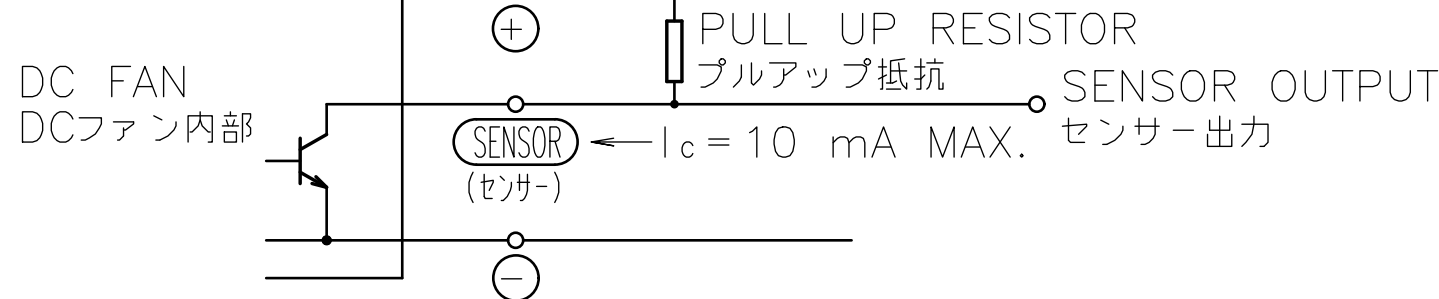 +
PULL UP RESISTOR
プルアップ抵抗
DC FAN
DCファン内部
SENSOR OUTPUT
センサー出力
SENSOR
Ic=10 mA MAX.
(センサー)
−